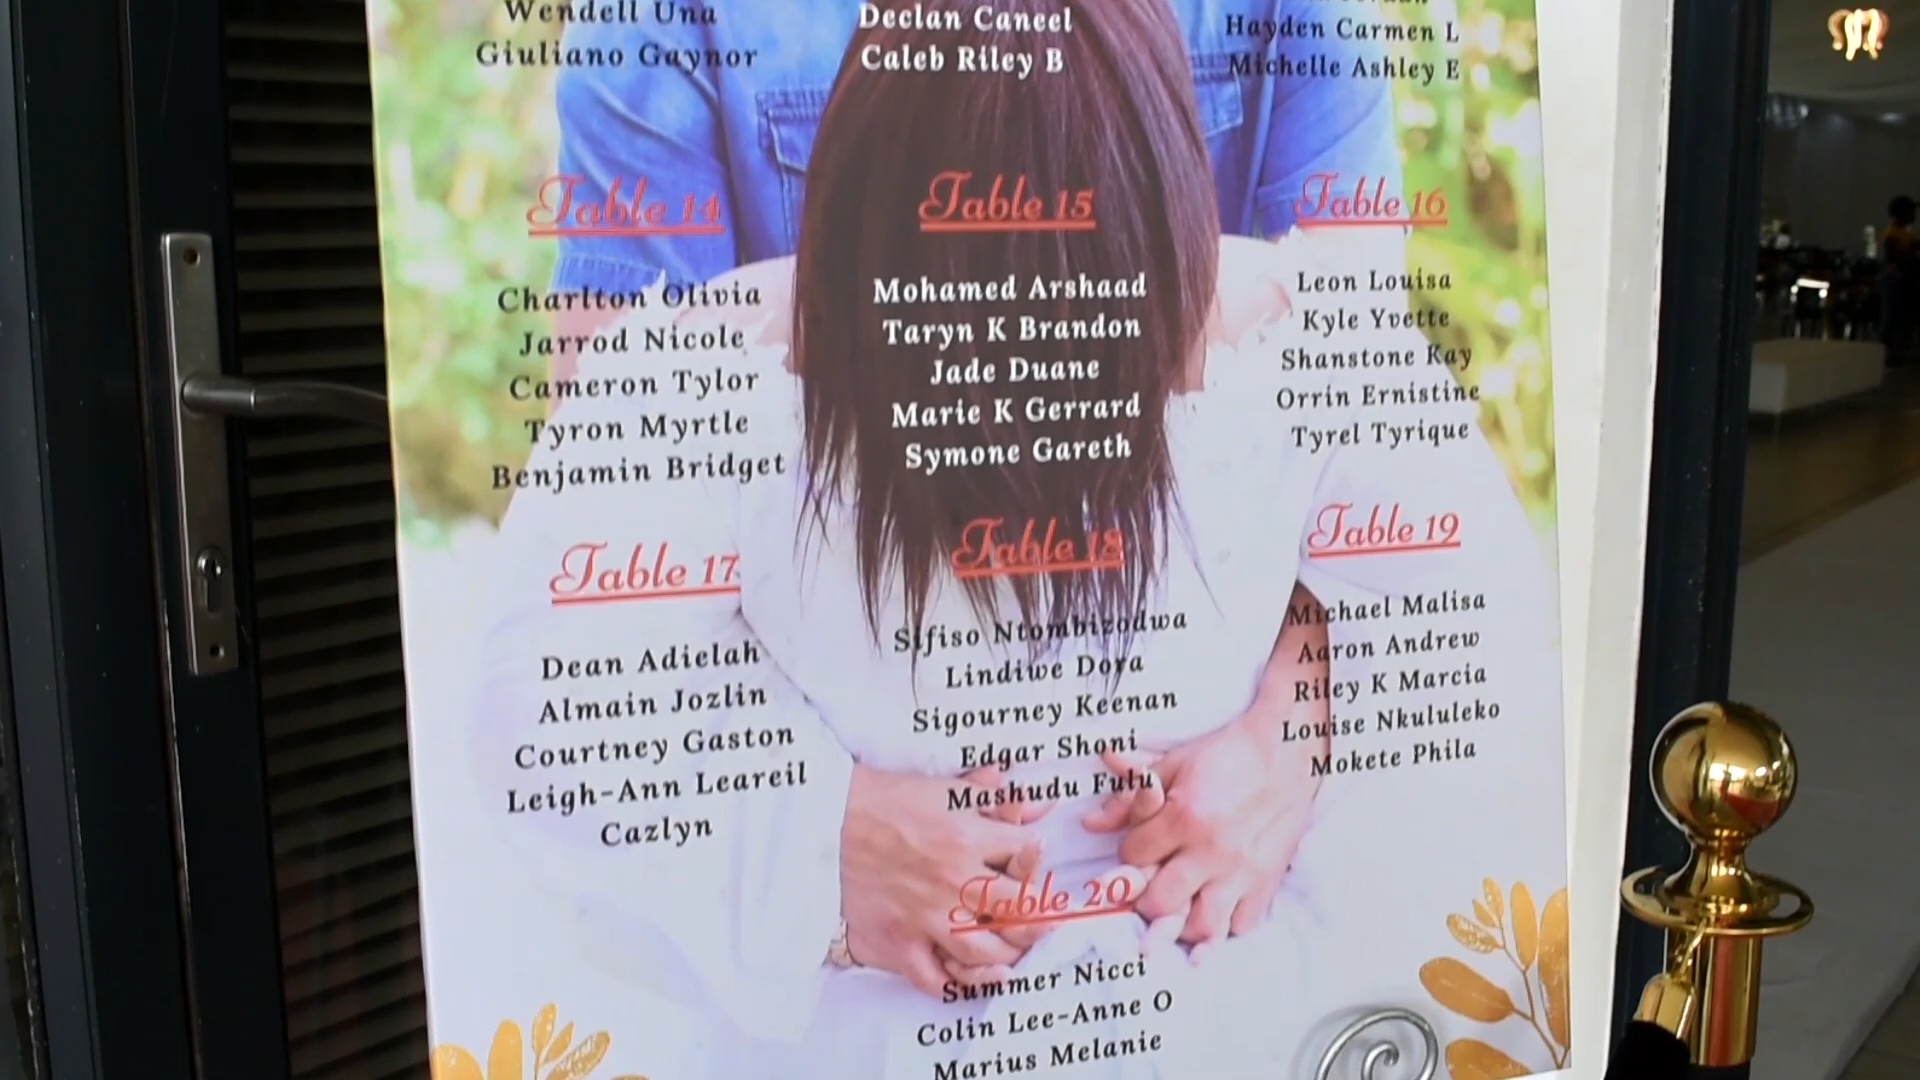 Wendell Una
Giuliano Gaynor
Declan Cancel
Caleb Riley B
Hayden Carmen L
Michelle Ashley E
Table 14
Charlton Olivia
Jarrod Nicole
Cameron Tylor
Tyron Myrtle
Benjamin Bridget
Table 15
Mohamed Arshaad
Taryn K Brandon
Jade Duane
Marie K Gerrard
Symone Gareth
Table 16
Leon Louisa
Kyle Yvette
Shanstone Kay
Orrin Ernistine
Tyrel Tyrique
Table 17
Dean Adielah
Almain Jozlin
Courtney Gaston
Leigh-Ann Leareil
Cazlyn
Table 18
Sifiso Ntombizodwa
Lindiwe Dora
Sigourney Keenan
Edgar Shoni
Mashudu Fulu
Table 19
Michael Malisa
Aaron Andrew
Riley K Marcia
Louise Nkululeko
Mokete Phila
Table 20
Summer Nicci
Colin Lee-Anne O
Marius Melanie